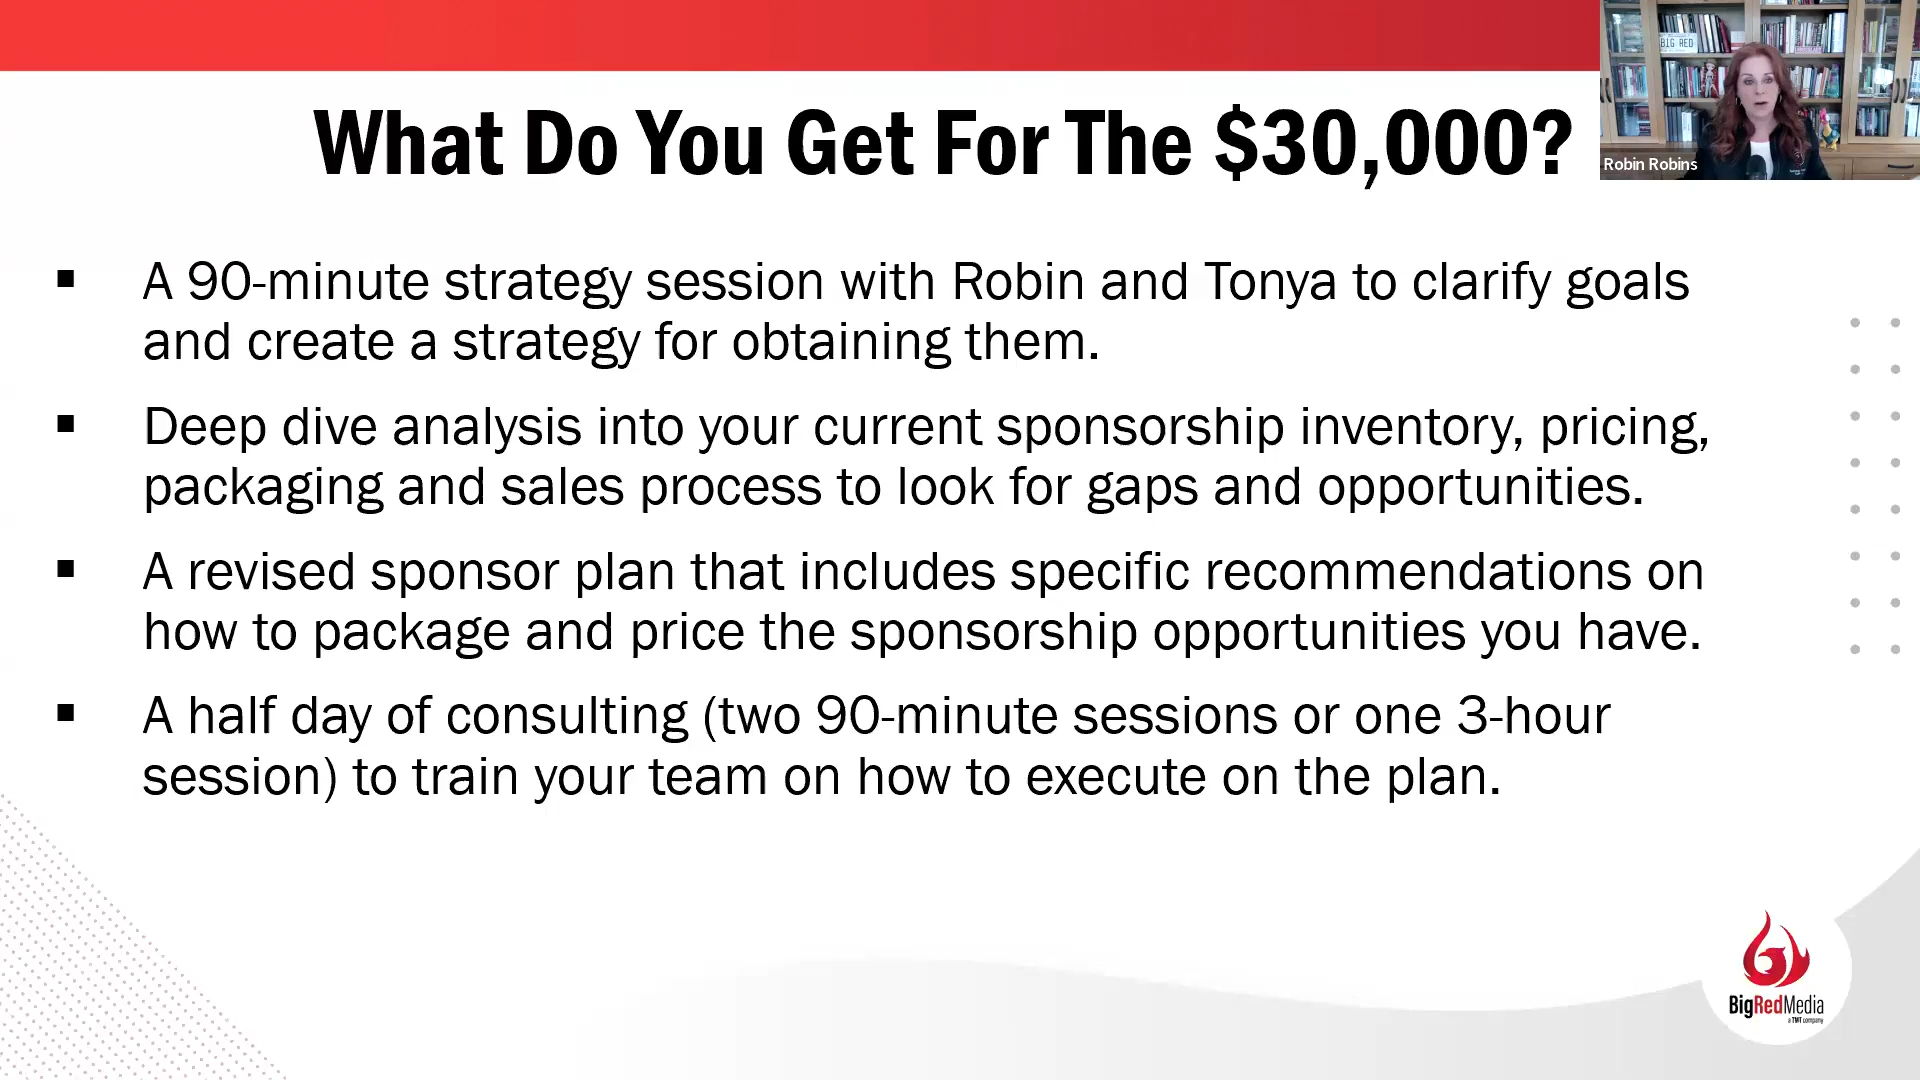 BIG RED
What Do You Get For The $30,000?
Robin Robins
▪ A 90-minute strategy session with Robin and Tonya to clarify goals
and create a strategy for obtaining them.
▪ Deep dive analysis into your current sponsorship inventory, pricing,
packaging and sales process to look for gaps and opportunities.
▪ A revised sponsor plan that includes specific recommendations on
how to package and price the sponsorship opportunities you have.
▪ A half day of consulting (two 90-minute sessions or one 3-hour
session) to train your team on how to execute on the plan.
BigRedMedia
a TMT company